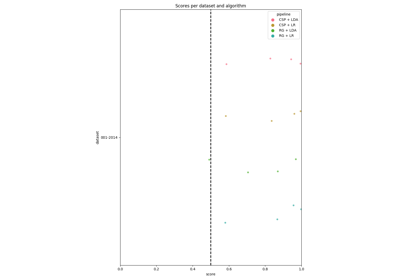 Scores per dataset and algorithm
pipeline
CSP + LDA
CSP + LR
RG + LDA
RG + LR
dataset
001-2014
0.0 0.2 0.4 0.6 0.8 1.0
score